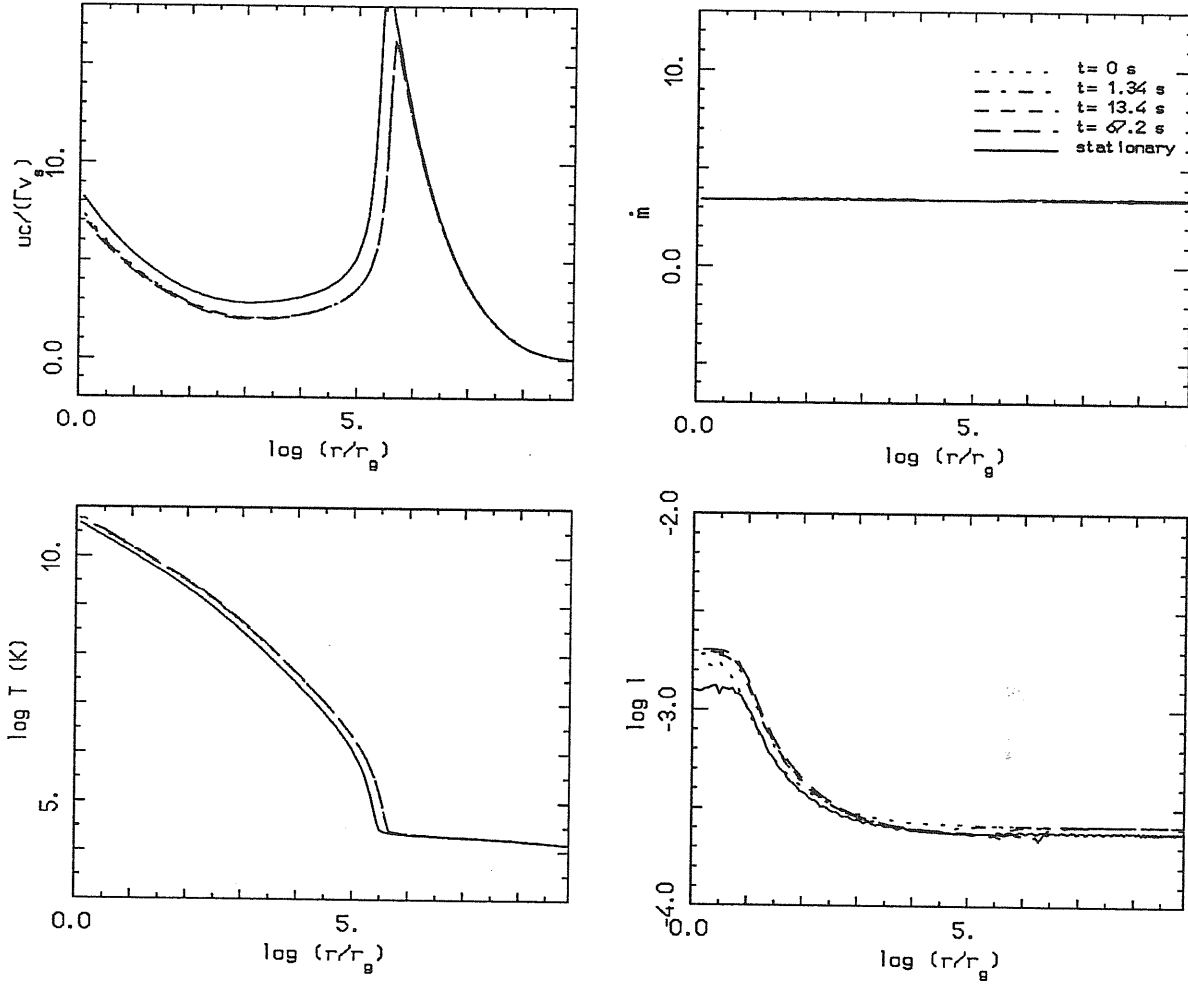 uc/(Γv_s)
10.
0.0
0.0
5.
log (r/r_g)
ṁ
10.
0.0
t= 0 s
t= 1.34 s
t= 13.4 s
t= 67.2 s
stationary
0.0
5.
log (r/r_g)
log T (K)
10.
5.
0.0
5.
log (r/r_g)
log l
-2.0
-3.0
-4.0
0.0
5.
log (r/r_g)